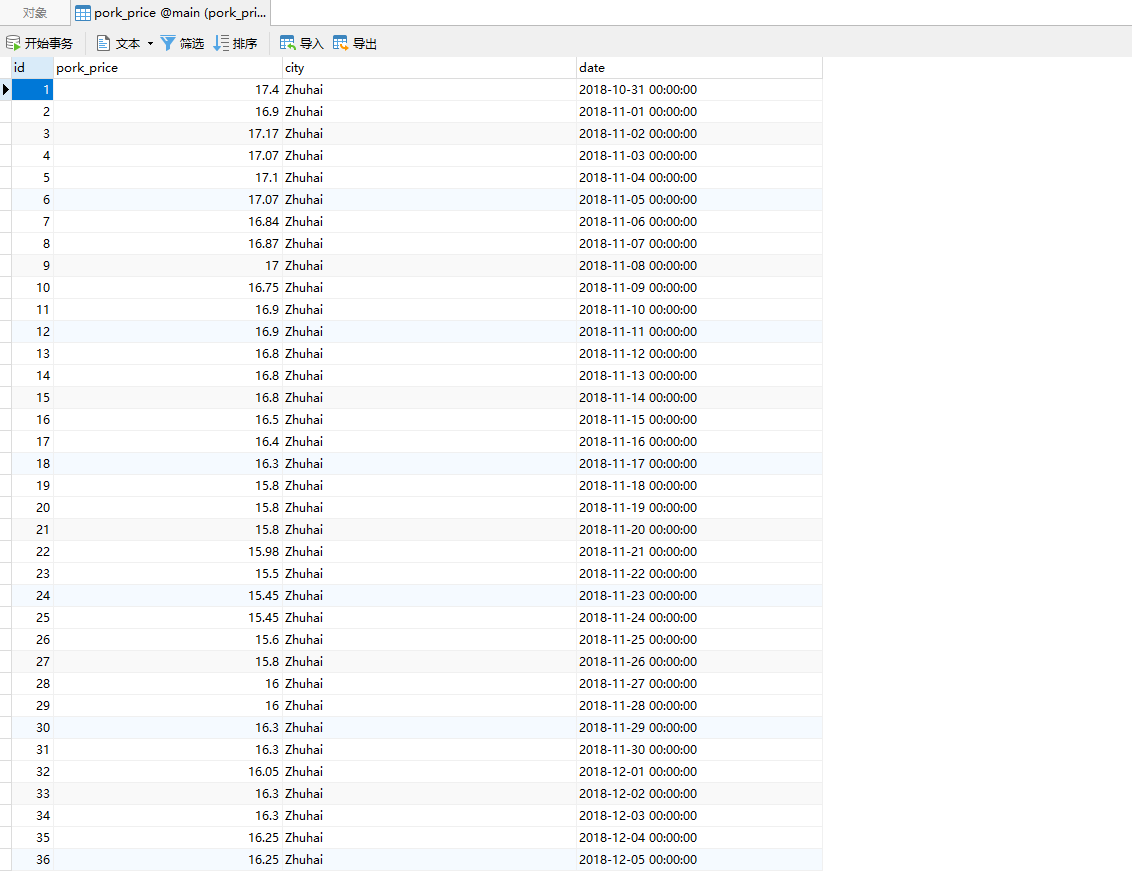 对象 pork_price @main (pork_pri...
开始事务 文本 筛选 排序 导入 导出
id pork_price city date
1 17.4 Zhuhai 2018-10-31 00:00:00
2 16.9 Zhuhai 2018-11-01 00:00:00
3 17.17 Zhuhai 2018-11-02 00:00:00
4 17.07 Zhuhai 2018-11-03 00:00:00
5 17.1 Zhuhai 2018-11-04 00:00:00
6 17.07 Zhuhai 2018-11-05 00:00:00
7 16.84 Zhuhai 2018-11-06 00:00:00
8 16.87 Zhuhai 2018-11-07 00:00:00
9 17 Zhuhai 2018-11-08 00:00:00
10 16.75 Zhuhai 2018-11-09 00:00:00
11 16.9 Zhuhai 2018-11-10 00:00:00
12 16.9 Zhuhai 2018-11-11 00:00:00
13 16.8 Zhuhai 2018-11-12 00:00:00
14 16.8 Zhuhai 2018-11-13 00:00:00
15 16.8 Zhuhai 2018-11-14 00:00:00
16 16.5 Zhuhai 2018-11-15 00:00:00
17 16.4 Zhuhai 2018-11-16 00:00:00
18 16.3 Zhuhai 2018-11-17 00:00:00
19 15.8 Zhuhai 2018-11-18 00:00:00
20 15.8 Zhuhai 2018-11-19 00:00:00
21 15.8 Zhuhai 2018-11-20 00:00:00
22 15.98 Zhuhai 2018-11-21 00:00:00
23 15.5 Zhuhai 2018-11-22 00:00:00
24 15.45 Zhuhai 2018-11-23 00:00:00
25 15.45 Zhuhai 2018-11-24 00:00:00
26 15.6 Zhuhai 2018-11-25 00:00:00
27 15.8 Zhuhai 2018-11-26 00:00:00
28 16 Zhuhai 2018-11-27 00:00:00
29 16 Zhuhai 2018-11-28 00:00:00
30 16.3 Zhuhai 2018-11-29 00:00:00
31 16.3 Zhuhai 2018-11-30 00:00:00
32 16.05 Zhuhai 2018-12-01 00:00:00
33 16.3 Zhuhai 2018-12-02 00:00:00
34 16.3 Zhuhai 2018-12-03 00:00:00
35 16.25 Zhuhai 2018-12-04 00:00:00
36 16.25 Zhuhai 2018-12-05 00:00:00